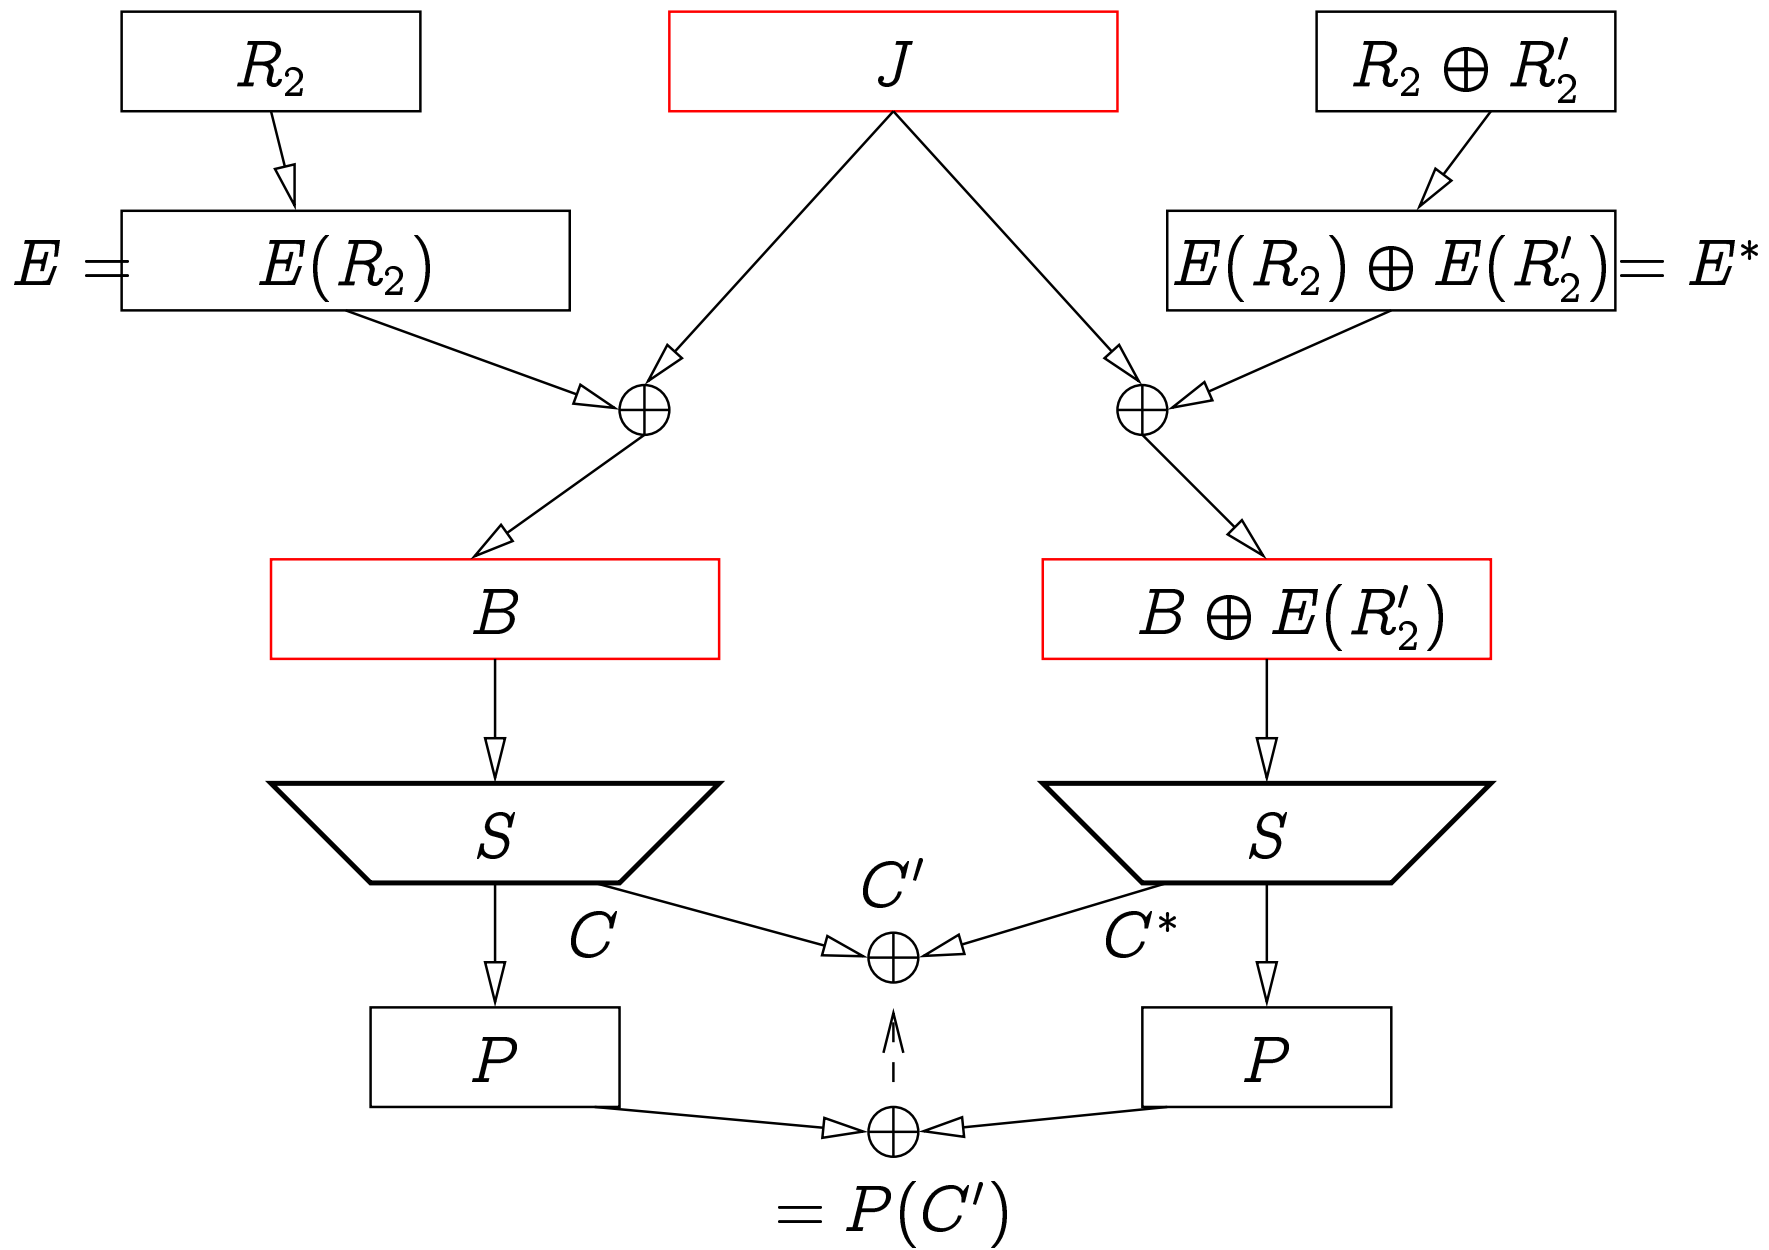 R₂ J R₂ ⊕ R′₂
E = E(R₂) E(R₂) ⊕ E(R′₂) = E*
B B ⊕ E(R′₂)
S S
C′
C C*
P P
= P(C′)